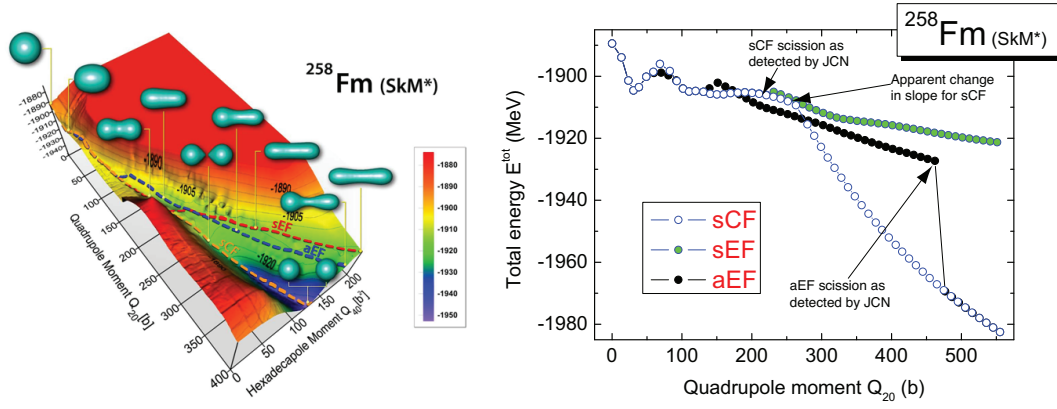 258Fm (SkM*)
-1880
-1890
-1900
-1910
-1920
-1930
-1940
0
50
100
150
200
250
300
350
400
Quadrupole Moment Q20[b]
0
50
100
150
200
Hexadecapole Moment Q40[b2]
-1890
-1905
-1890
-1905
-1920
sEF
aEF
sCF
-1880
-1890
-1900
-1910
-1920
-1930
-1940
-1950
258Fm (SkM*)
sCF scission as
detected by JCN
Apparent change
in slope for sCF
aEF scission as
detected by JCN
sCF
sEF
aEF
Total energy Etot (MeV)
-1900
-1920
-1940
-1960
-1980
0
100
200
300
400
500
Quadrupole moment Q20 (b)